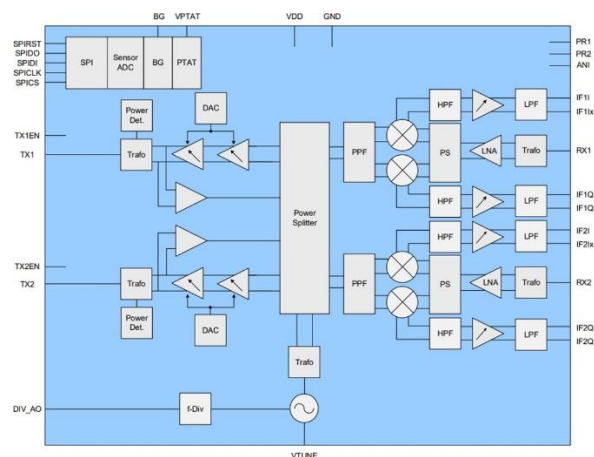 BG VPTAT VDD GND
SPIRST
SPIDO
SPIDI
SPICLK
SPICS
SPI
Sensor
ADC
BG
PTAT
PR1
PR2
ANI
Power
Det.
DAC
TX1EN
TX1
Trafo
PPF
HPF
LPF
IF1I
IF1Ix
PS
LNA
Trafo
RX1
HPF
LPF
IF1Q
IF1Q
Power
Splitter
HPF
LPF
IF2I
IF2Ix
TX2EN
TX2
Trafo
Power
Det.
DAC
PPF
PS
LNA
Trafo
RX2
HPF
LPF
IF2Q
IF2Q
Trafo
DIV_AO
f-Div
VTUNE